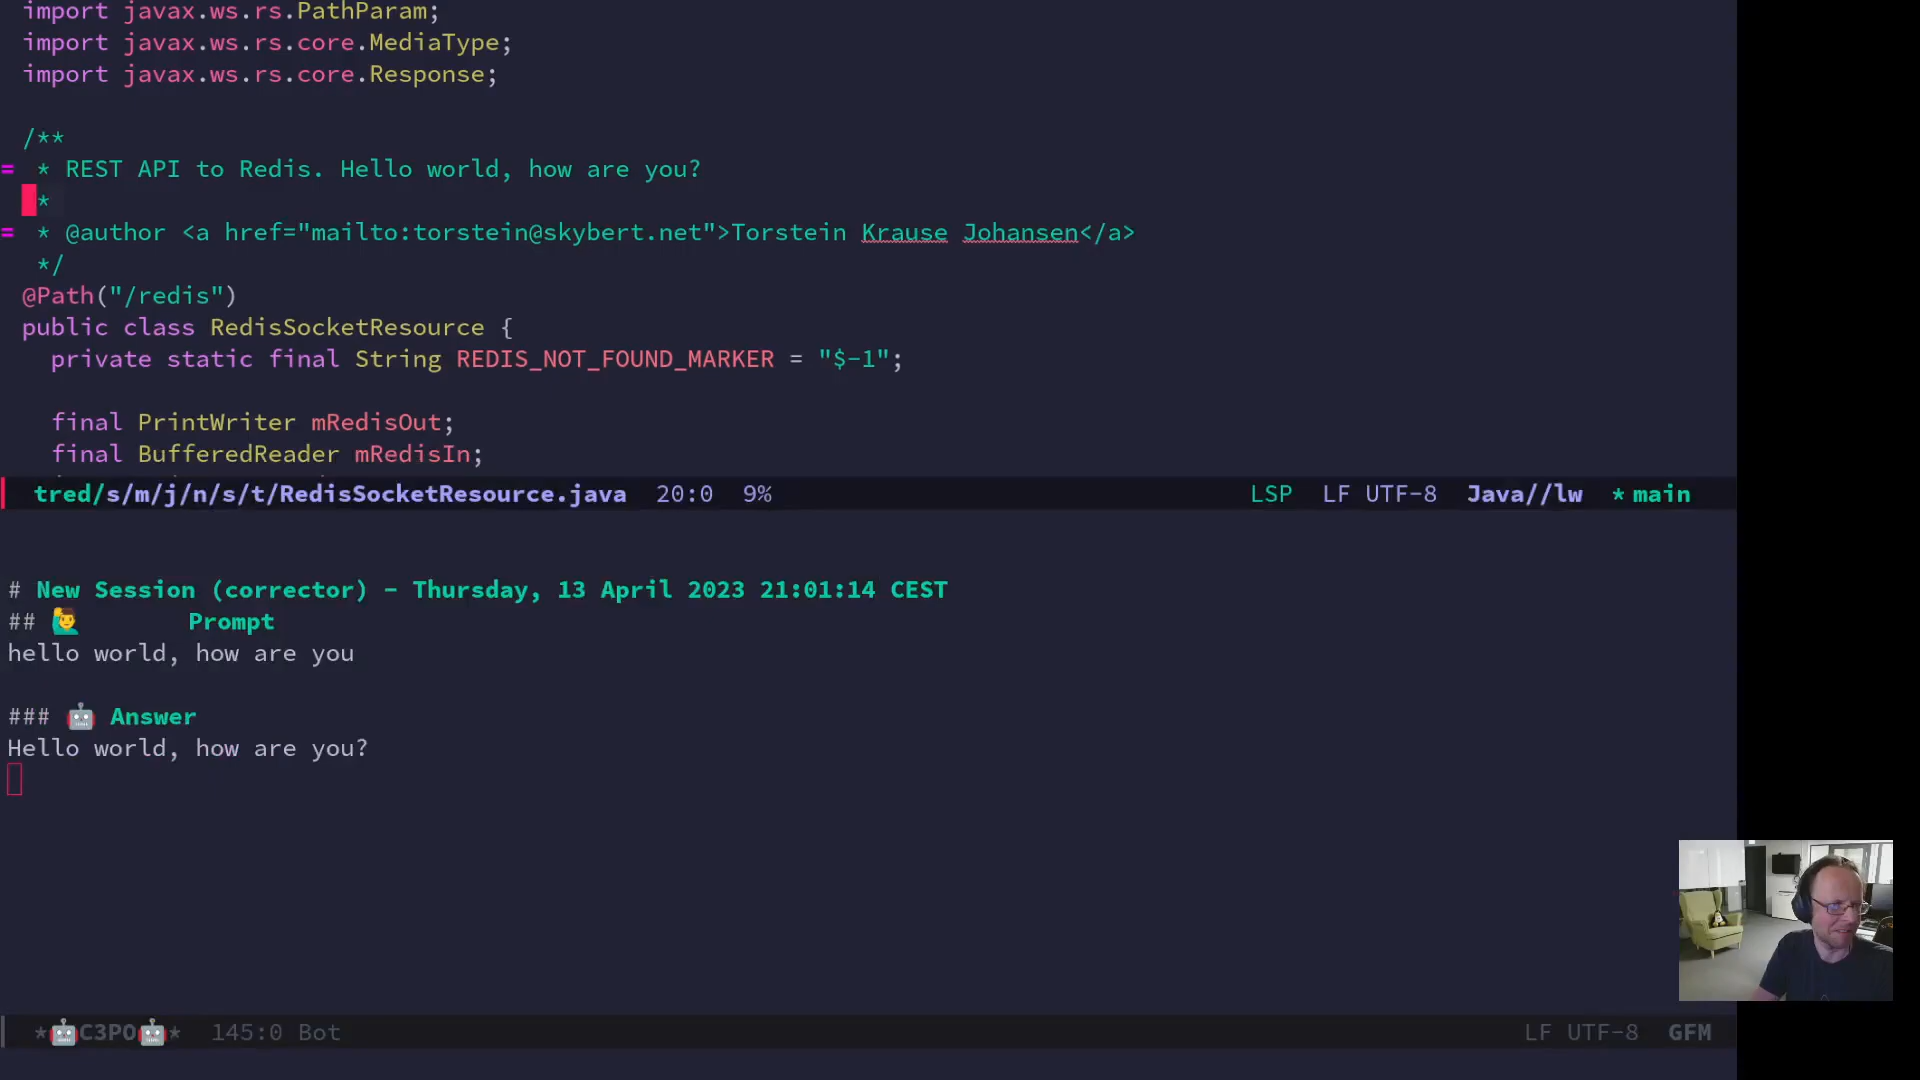 import javax.ws.rs.PathParam;
import javax.ws.rs.core.MediaType;
import javax.ws.rs.core.Response;
/**
= * REST API to Redis. Hello world, how are you?
*
= * @author <a href="mailto:torstein@skybert.net">Torstein Krause Johansen</a>
*/
@Path("/redis")
public class RedisSocketResource {
private static final String REDIS_NOT_FOUND_MARKER = "$-1";
final PrintWriter mRedisOut;
final BufferedReader mRedisIn;
tred/s/m/j/n/s/t/RedisSocketResource.java 20:0 9% LSP LF UTF-8 Java//lw *main
# New Session (corrector) - Thursday, 13 April 2023 21:01:14 CEST
## 🙋‍♂️ Prompt
hello world, how are you
### 🤖 Answer
Hello world, how are you?
*🤖C3PO🤖* 145:0 Bot LF UTF-8 GFM